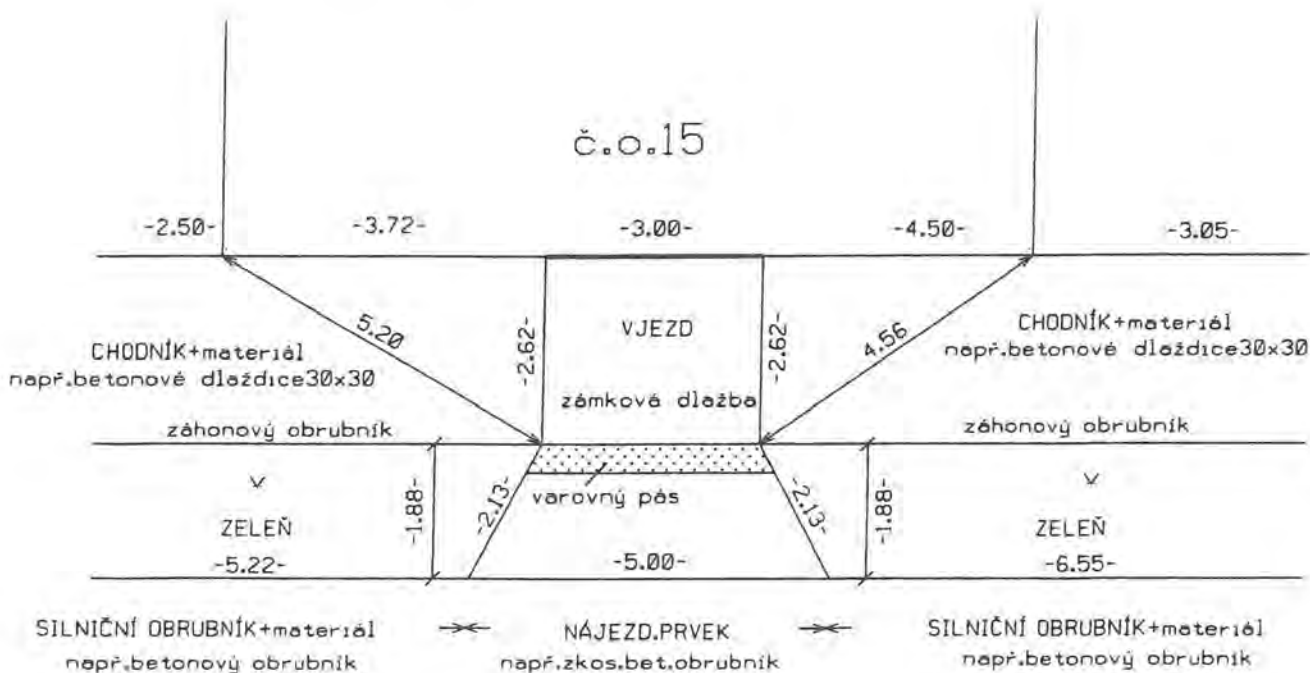 č.o.15
-2.50-
-3.72-
-3.00-
-4.50-
-3.05-
5.20
-2.62-
VJEZD
-2.62-
4.56
CHODNÍK+materiál
např.betonové dlaždice30x30
CHODNÍK+materiál
např.betonové dlaždice30x30
zámková dlažba
záhonový obrubník
záhonový obrubník
-1.88-
-2.13-
varovný pás
-2.13-
-1.88-
ZELEŇ
ZELEŇ
-5.22-
-5.00-
-6.55-
SILNIČNÍ OBRUBNÍK+materiál
např.betonový obrubník
NÁJEZD.PRVEK
např.zkos.bet.obrubník
SILNIČNÍ OBRUBNÍK+materiál
např.betonový obrubník